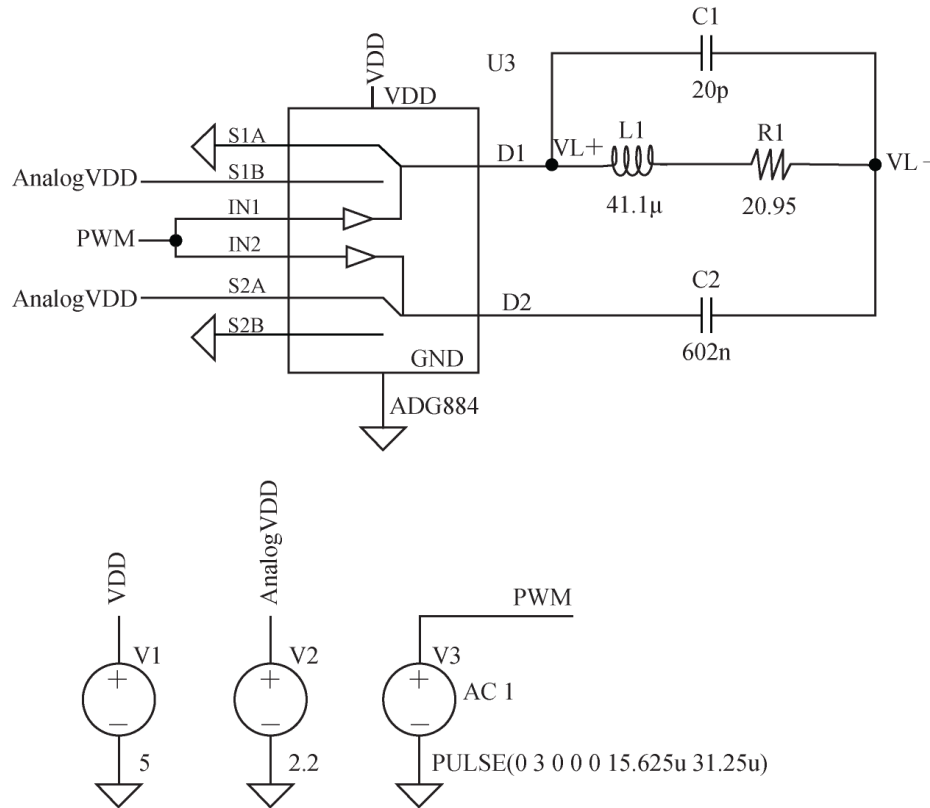 C1
U3
20p
VDD
VDD
S1A
D1
VL+
L1
R1
VL-
AnalogVDD
S1B
41.1μ
20.95
IN1
PWM
IN2
AnalogVDD
S2A
D2
C2
S2B
602n
GND
ADG884
VDD
AnalogVDD
PWM
V1
V2
V3
+
+
+
AC 1
–
–
–
5
2.2
PULSE(0 3 0 0 0 15.625u 31.25u)